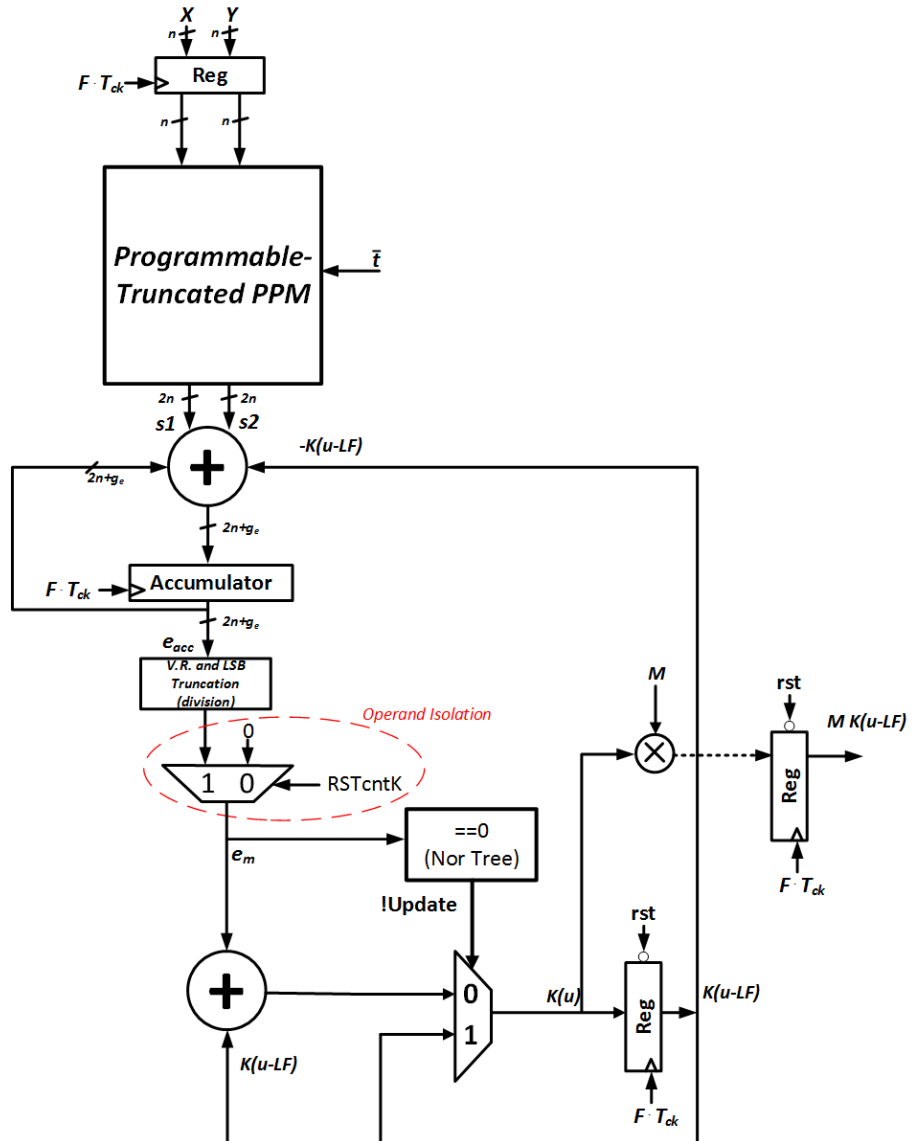 X Y
n n
F · Tck
Reg
n n
Programmable-
Truncated PPM
t̄
2n 2n
s1 s2
-K(u-LF)
+
2n+ge
2n+ge
F · Tck
Accumulator
2n+ge
eacc
V.R. and LSB
Truncation
(division)
Operand Isolation
0
1 0
RSTcntK
M
rst
M K(u-LF)
Reg
F · Tck
==0
(Nor Tree)
em
!Update
rst
+
0
1
K(u)
Reg
K(u-LF)
K(u-LF)
F · Tck